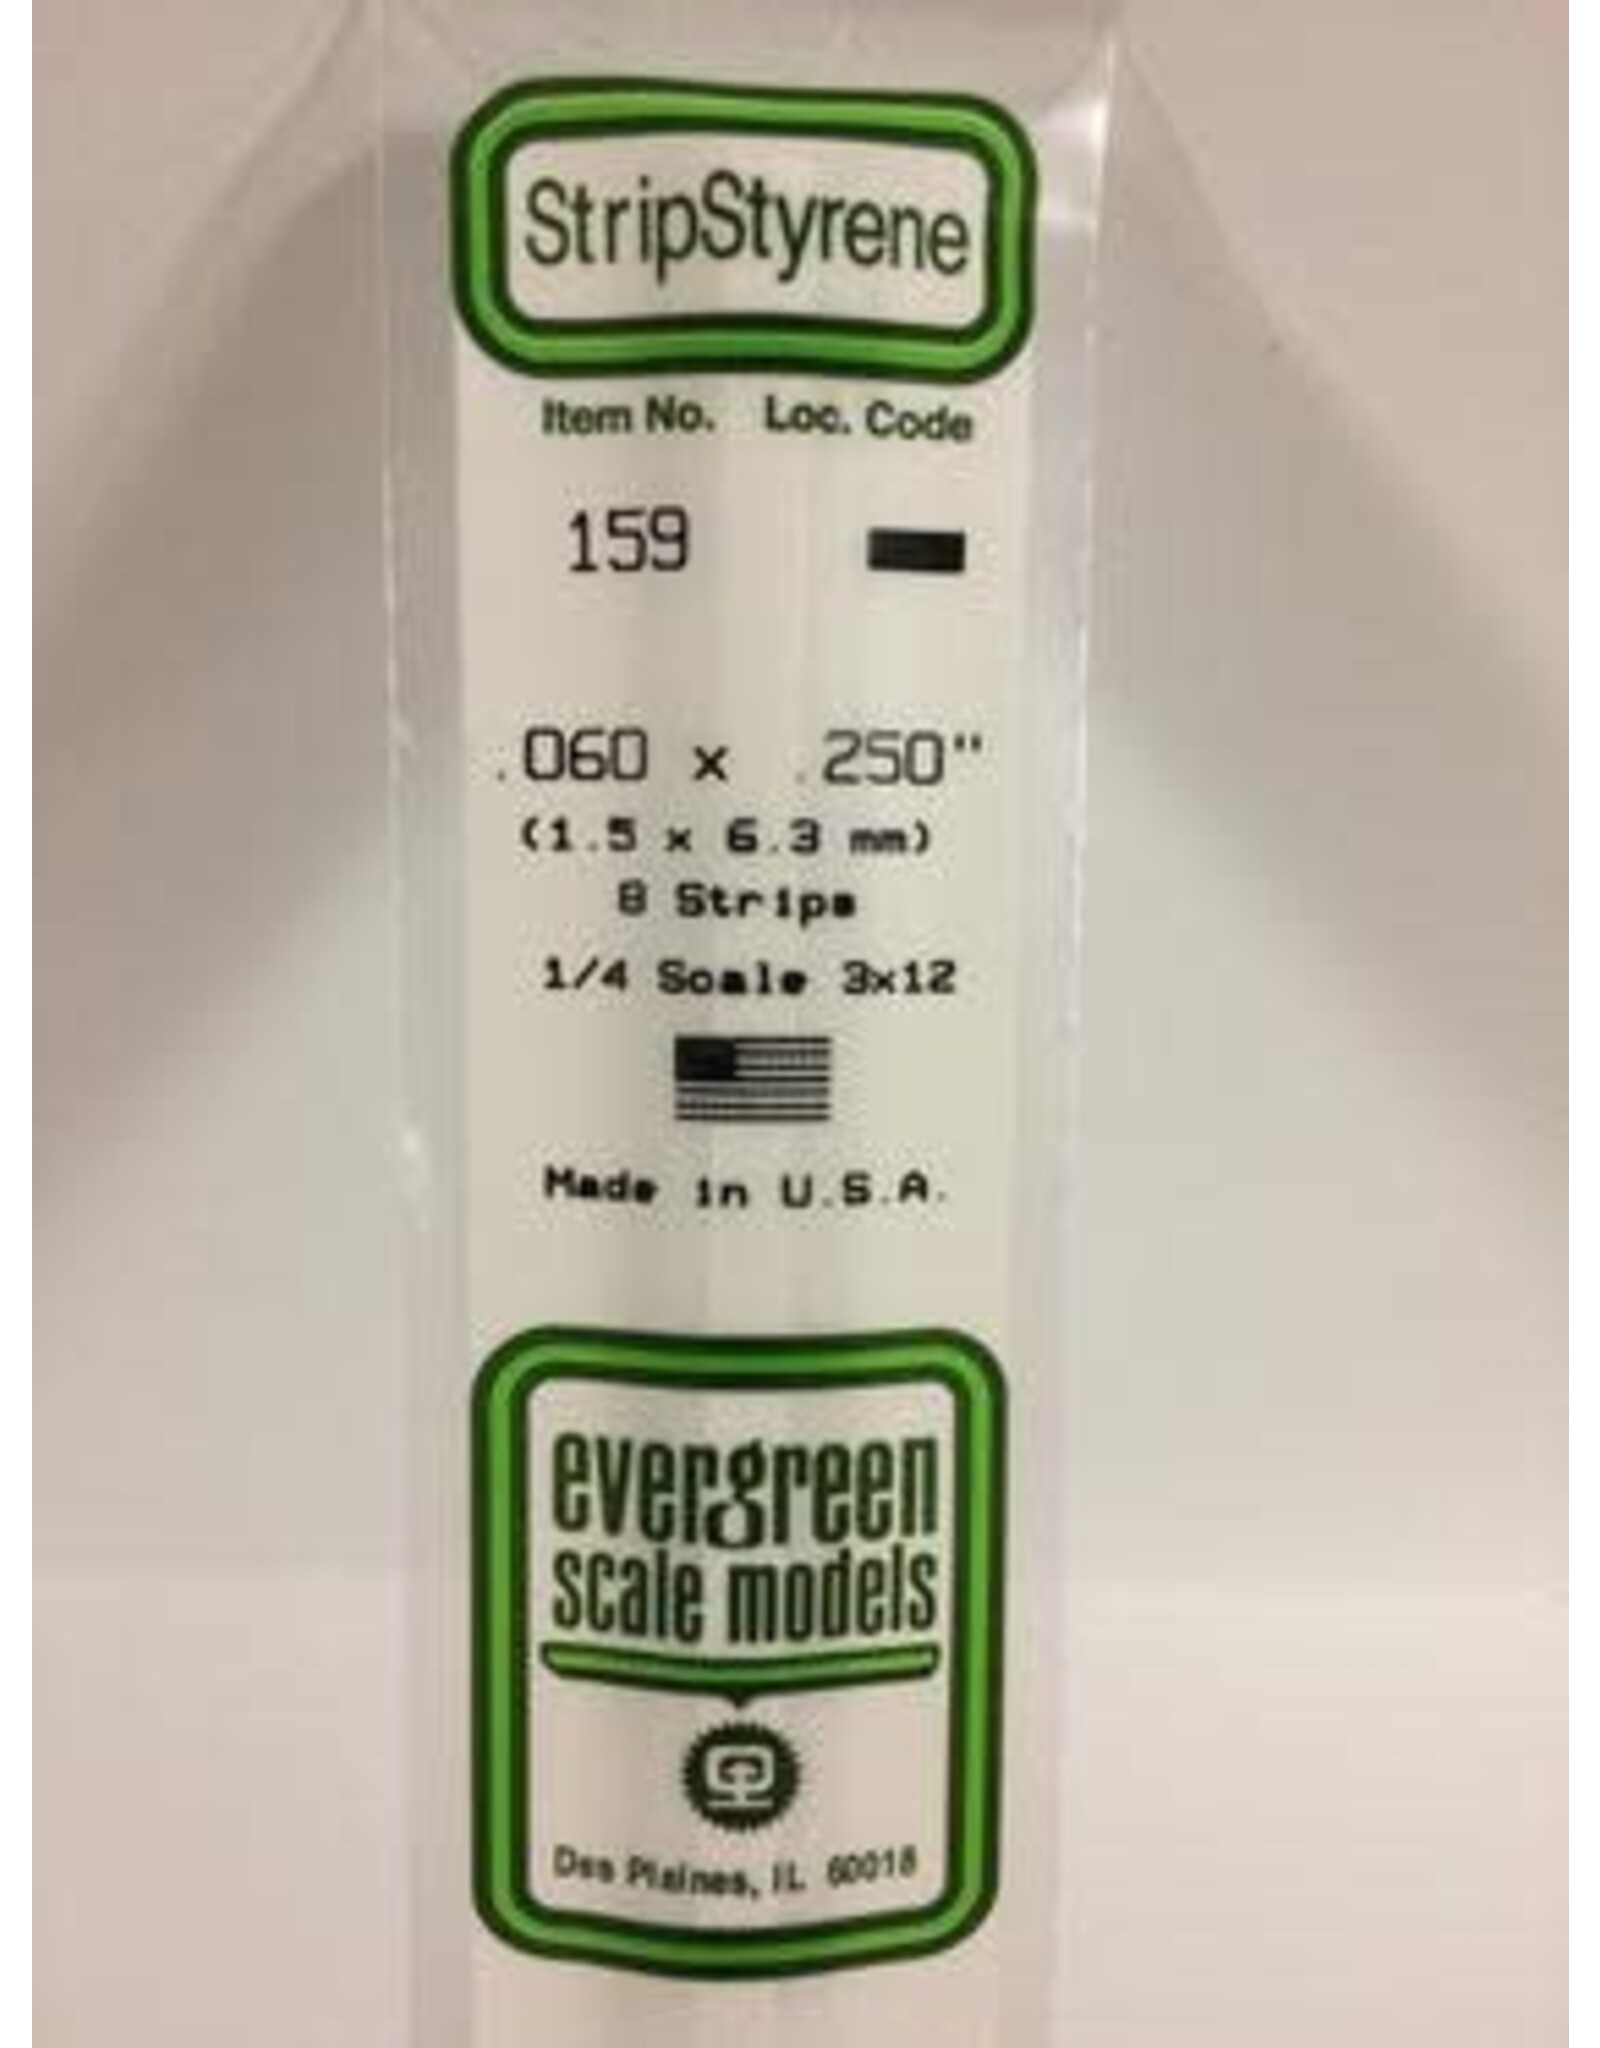 StripStyrene
Item No. Loc. Code
159
.060 x .250"
(1.5 x 6.3 mm)
8 Strips
1/4 Scale 3x12
Made in U.S.A.
evergreen
scale models
Des Plaines, IL 60018